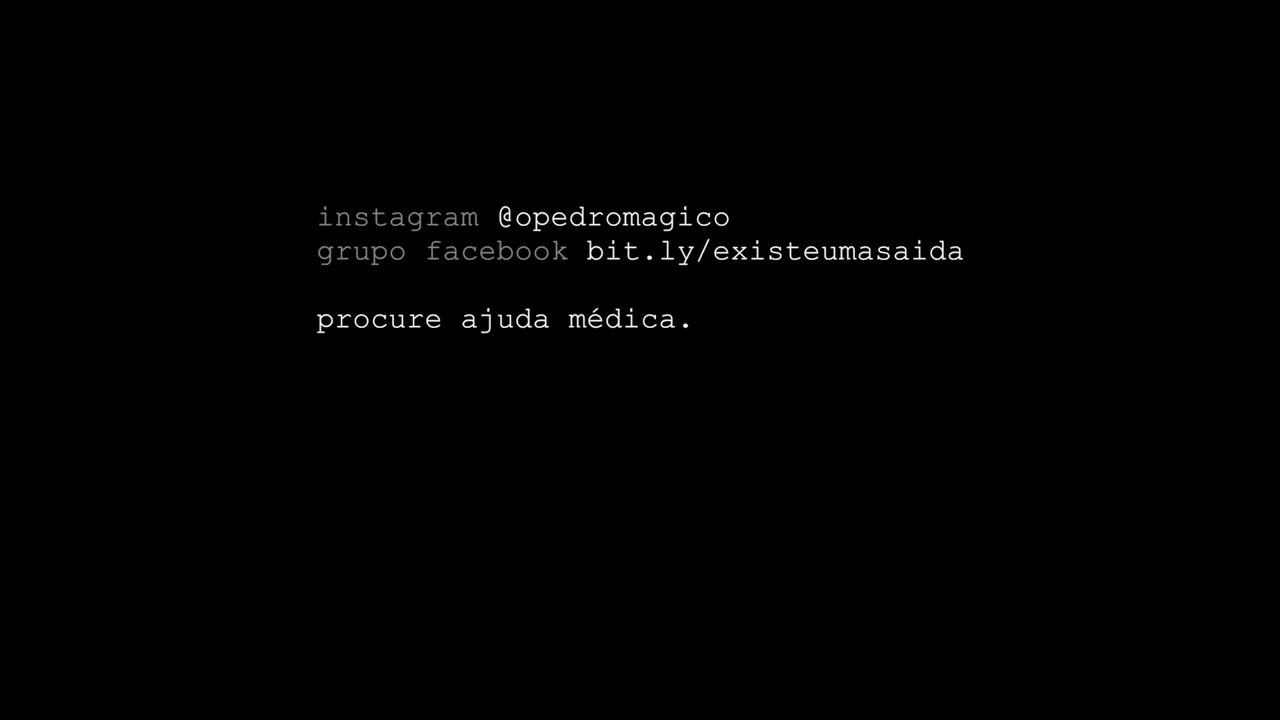 instagram @opedromagico
grupo facebook bit.ly/existeumasaida
procure ajuda médica.